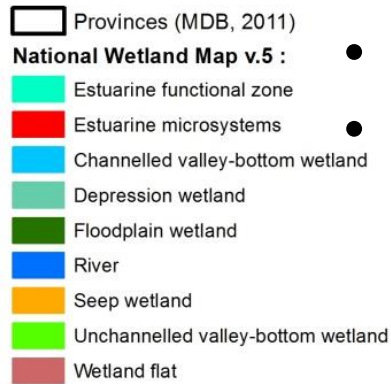 Provinces (MDB, 2011)
National Wetland Map v.5 :
Estuarine functional zone
Estuarine microsystems
Channelled valley-bottom wetland
Depression wetland
Floodplain wetland
River
Seep wetland
Unchannelled valley-bottom wetland
Wetland flat